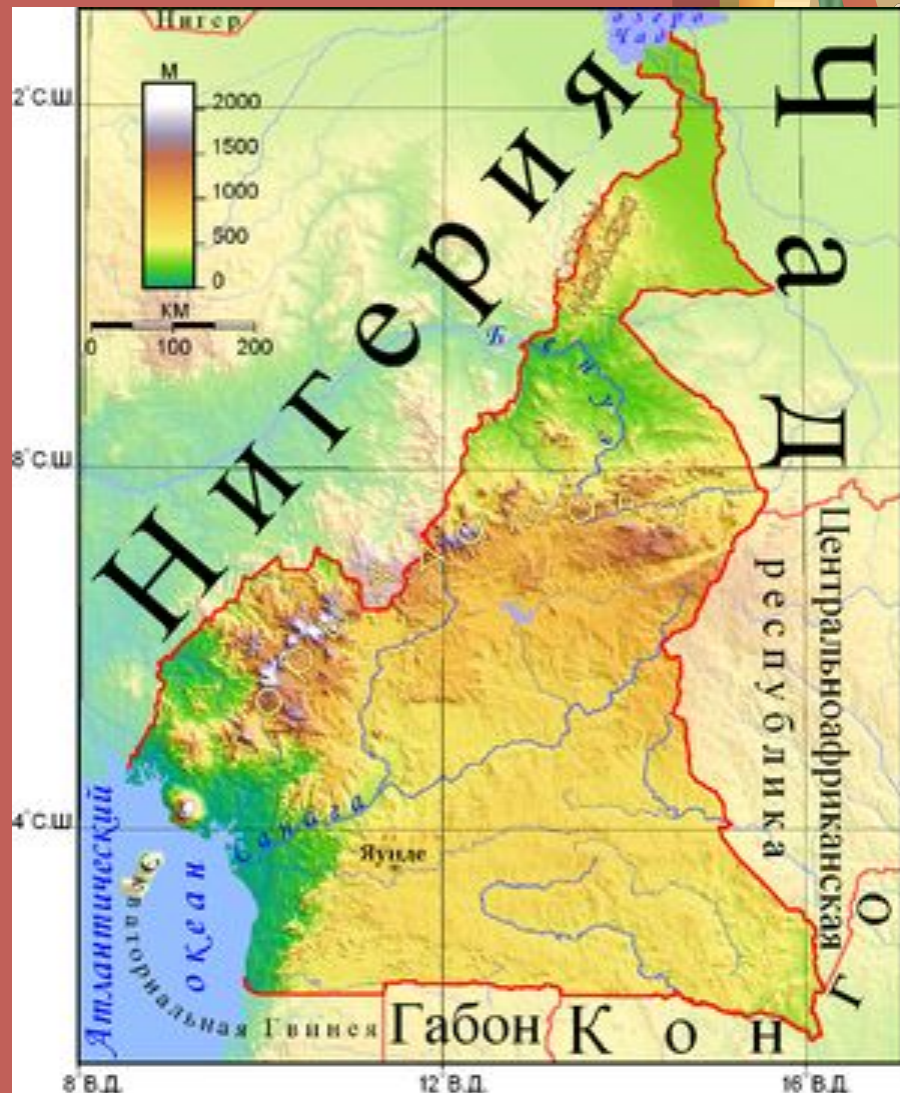 Нигер
озеро
Чад
М
2000
1500
1000
500
0
КМ
0 100 200
2°С.Ш.
8°С.Ш.
4°С.Ш.
Нигерия
Чад
Бенуэ
Центральноафриканская
республика
Санага
Яунде
Атлантический
океан
Экваториальная Гвинея
Габон
Конго
8°В.Д.
12°В.Д.
16°В.Д.